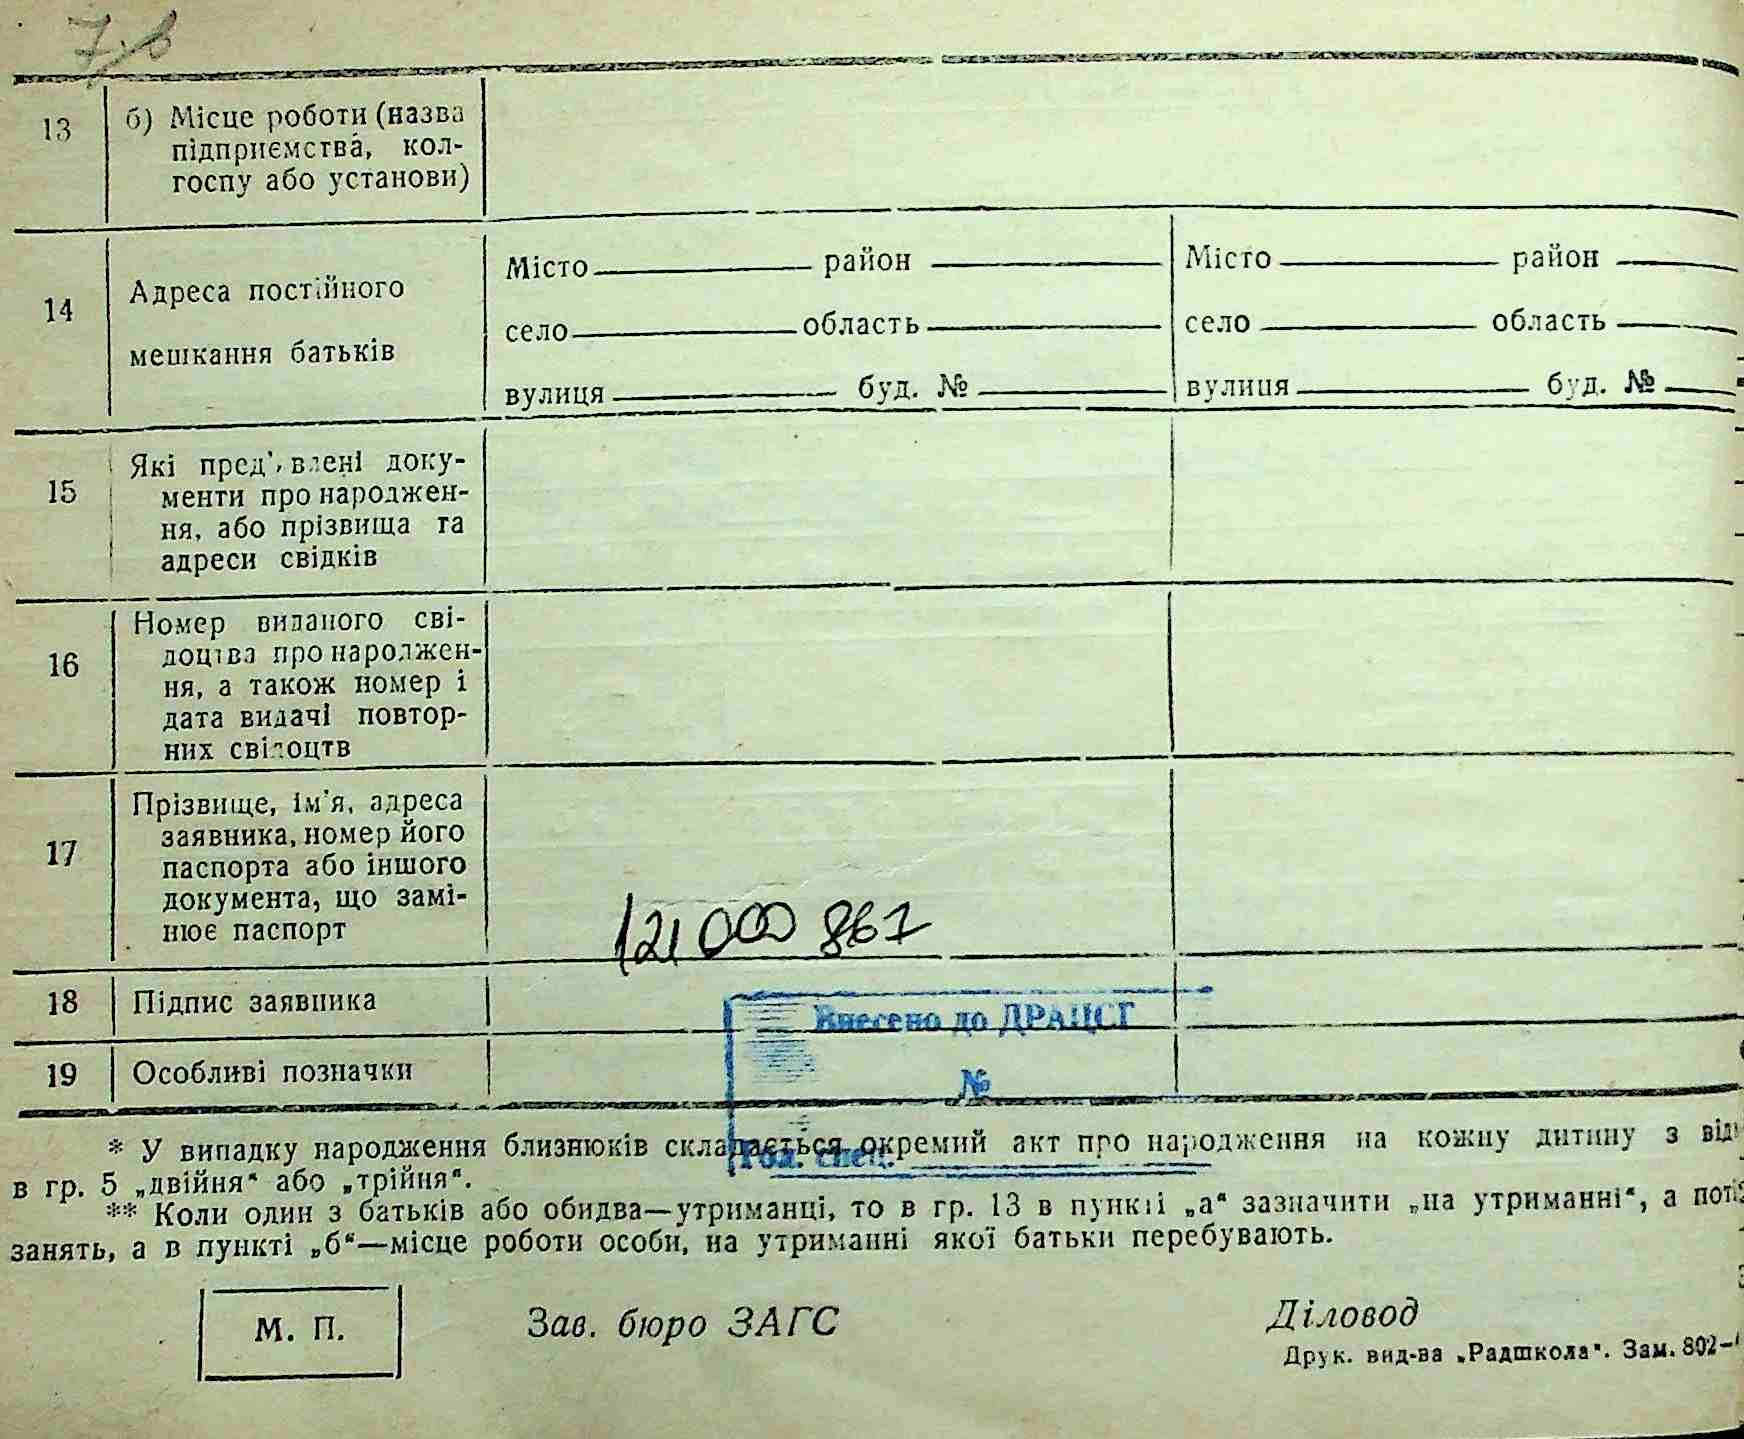 13
б) Місце роботи (назва
підприємства, кол-
госпу або установи)
14
Адреса постійного
мешкання батьків
Місто район
село область
вулиця буд. №
Місто район
село область
вулиця буд. №
15
Які доку-
менти про народжен-
ня, або прізвища та
адреси свідків
16
Номер виданого сві-
доцтва про народжен-
ня, а також номер і
дата видачі повтор-
них свідоцтв
17
Прізвище, ім'я, адреса
заявника, номер його
паспорта або іншого
документа, що замі-
нює паспорт
121 000 867
18
Підпис заявника
Внесено до ДРАЦСГ
19
Особливі позначки
№
Гол. спец.
* У випадку народження близнюків складається окремий акт про народження на кожну дитину з
в гр. 5 „двійня“ або „трійня“.
** Коли один з батьків або обидва—утриманці, то в гр. 13 в пункті „а“ зазначити „на утриманні“, а
занять, а в пункті „б“—місце роботи особи, на утриманні якої батьки перебувають.
М. П.
Зав. бюро ЗАГС
Діловод
Друк. вид-ва „Радшкола“. Зам. 802—